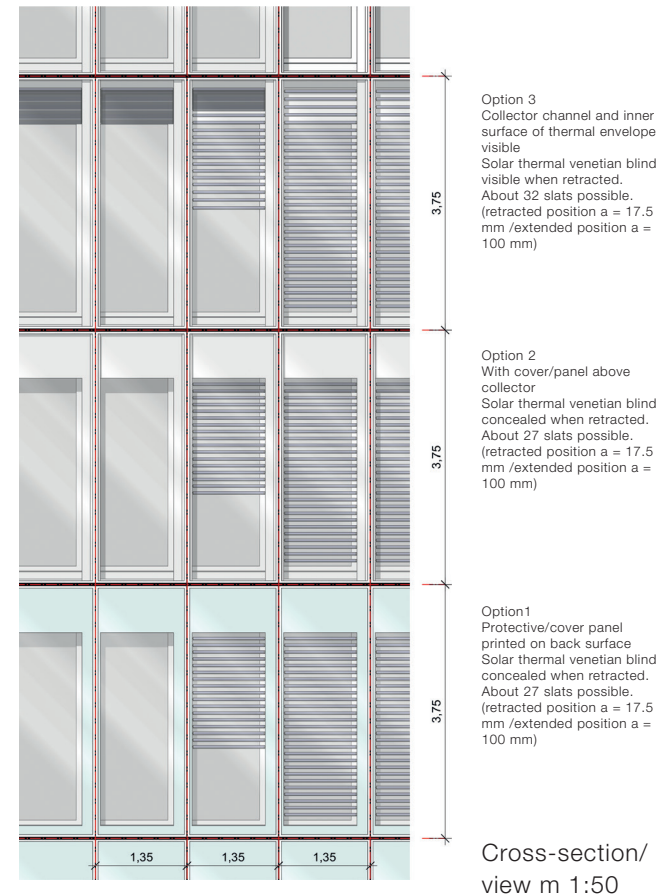 Option 3
Collector channel and inner
surface of thermal envelope
visible
Solar thermal venetian blind
visible when retracted.
About 32 slats possible.
(retracted position a = 17.5
mm /extended position a =
100 mm)
3,75
Option 2
With cover/panel above
collector
Solar thermal venetian blind
concealed when retracted.
About 27 slats possible.
(retracted position a = 17.5
mm /extended position a =
100 mm)
3,75
Option1
Protective/cover panel
printed on back surface
Solar thermal venetian blind
concealed when retracted.
About 27 slats possible.
(retracted position a = 17.5
mm /extended position a =
100 mm)
3,75
1,35 1,35 1,35
Cross-section/
view m 1:50